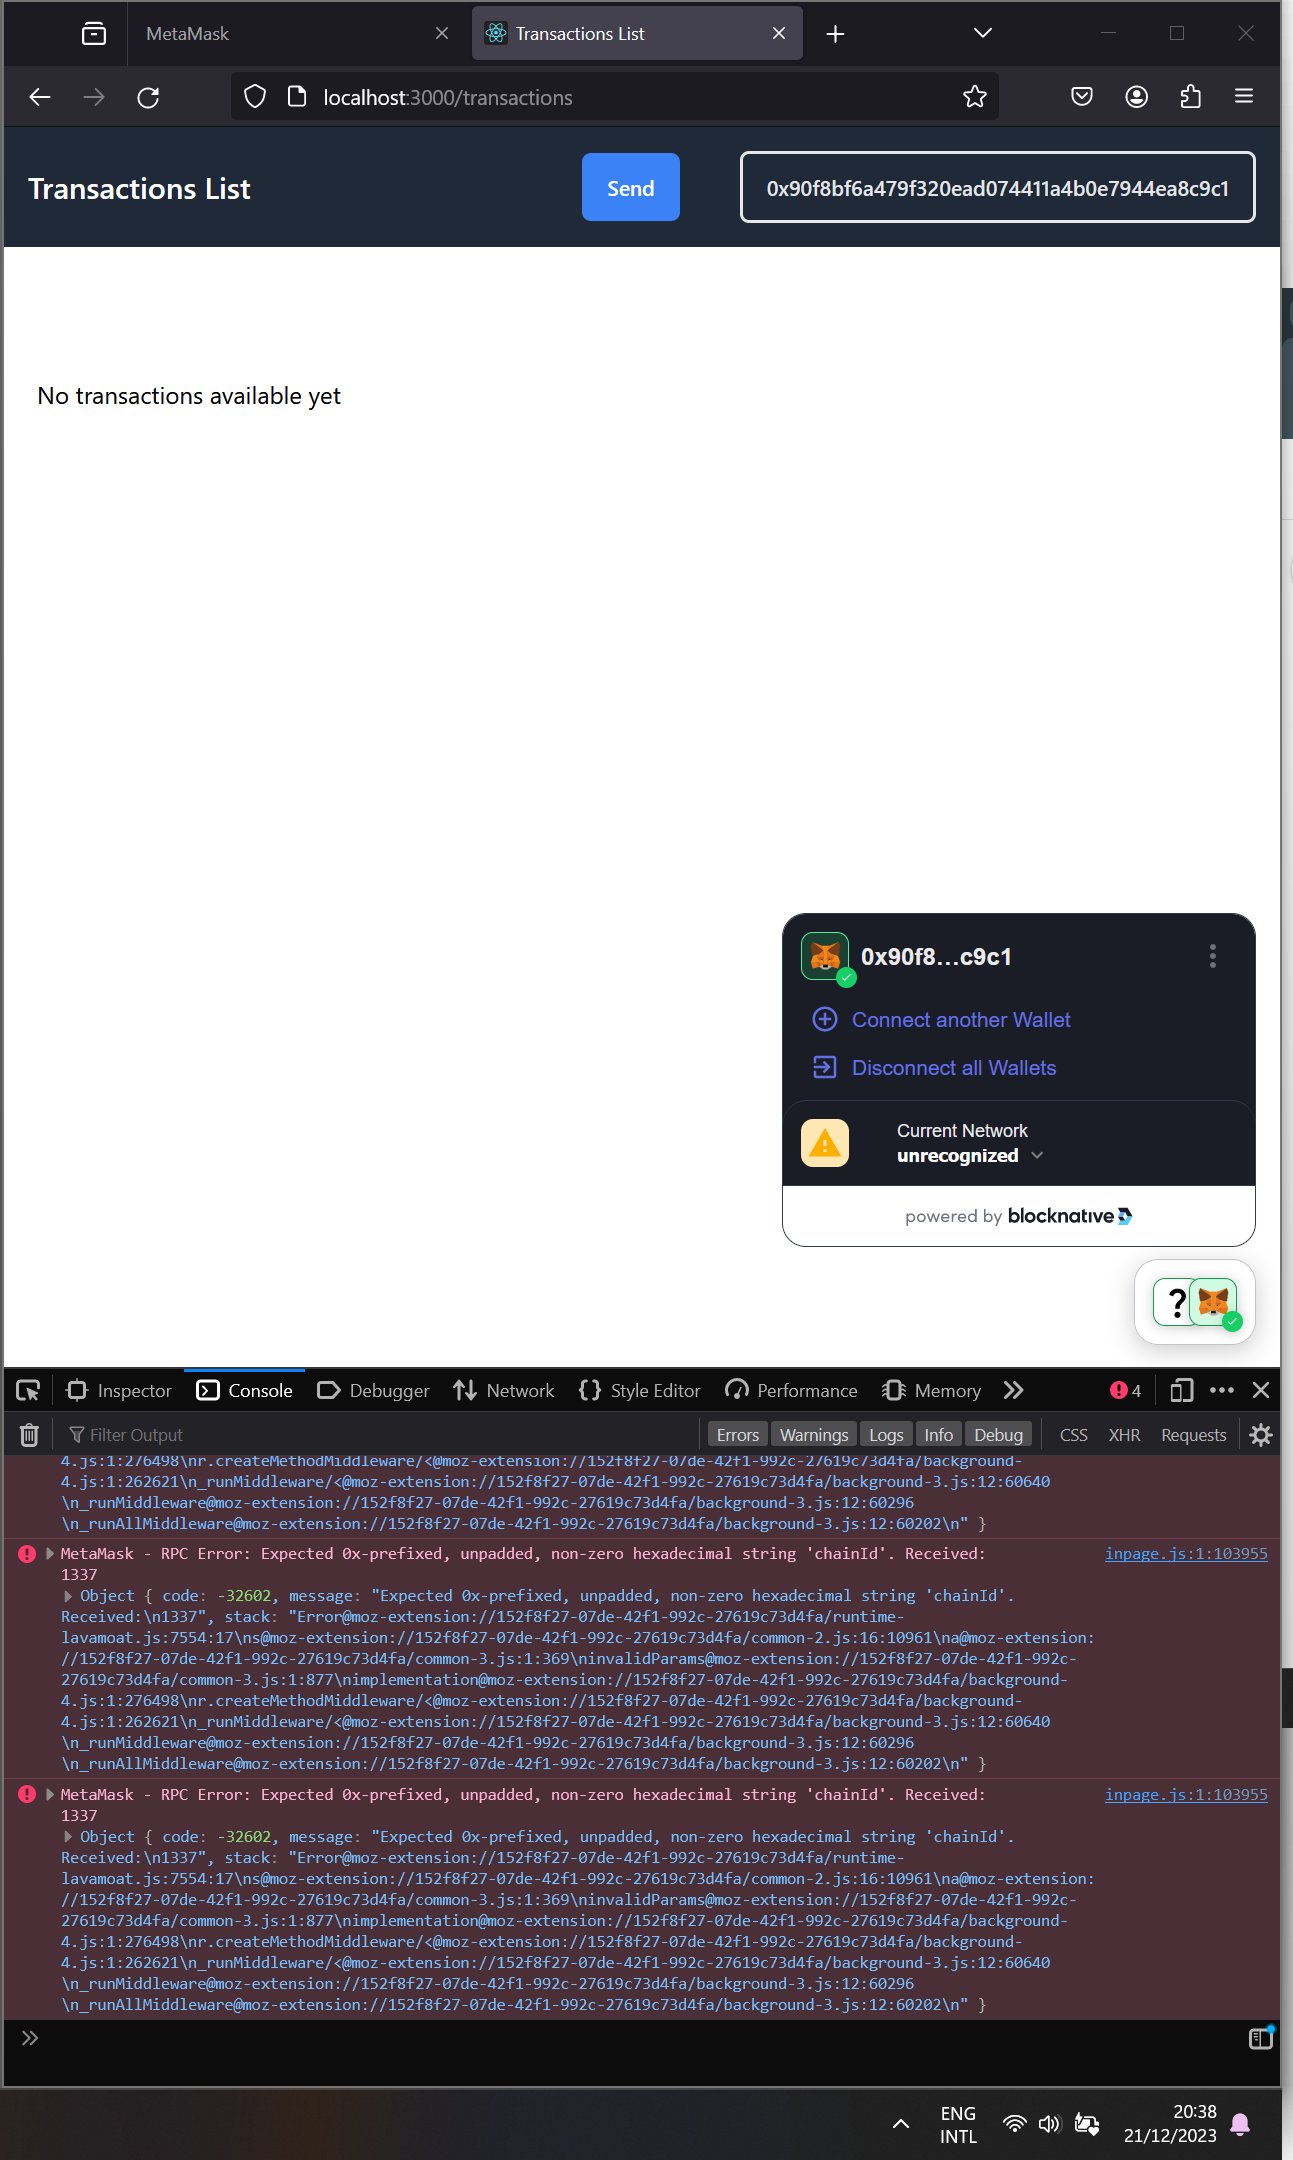 MetaMask
Transactions List
localhost:3000/transactions
Transactions List
Send
0x90f8bf6a479f320ead074411a4b0e7944ea8c9c1
No transactions available yet
0x90f8...c9c1
Connect another Wallet
Disconnect all Wallets
Current Network
unrecognized
powered by blocknative
?
Inspector
Console
Debugger
Network
Style Editor
Performance
Memory
4
Filter Output
Errors
Warnings
Logs
Info
Debug
CSS
XHR
Requests
4.js:1:276498\nr.createMethodMiddleware/<@moz-extension://152f8f27-07de-42f1-992c-27619c73d4fa/background-
4.js:1:262621\n_runMiddleware/<@moz-extension://152f8f27-07de-42f1-992c-27619c73d4fa/background-3.js:12:60640
\n_runMiddleware@moz-extension://152f8f27-07de-42f1-992c-27619c73d4fa/background-3.js:12:60296
\n_runAllMiddleware@moz-extension://152f8f27-07de-42f1-992c-27619c73d4fa/background-3.js:12:60202\n" }
MetaMask - RPC Error: Expected 0x-prefixed, unpadded, non-zero hexadecimal string 'chainId'. Received: inpage.js:1:103955
1337
Object { code: -32602, message: "Expected 0x-prefixed, unpadded, non-zero hexadecimal string 'chainId'.
Received:\n1337", stack: "Error@moz-extension://152f8f27-07de-42f1-992c-27619c73d4fa/runtime-
lavamoat.js:7554:17\ns@moz-extension://152f8f27-07de-42f1-992c-27619c73d4fa/common-2.js:16:10961\na@moz-extension:
//152f8f27-07de-42f1-992c-27619c73d4fa/common-3.js:1:369\ninvalidParams@moz-extension://152f8f27-07de-42f1-992c-
27619c73d4fa/common-3.js:1:877\nimplementation@moz-extension://152f8f27-07de-42f1-992c-27619c73d4fa/background-
4.js:1:276498\nr.createMethodMiddleware/<@moz-extension://152f8f27-07de-42f1-992c-27619c73d4fa/background-
4.js:1:262621\n_runMiddleware/<@moz-extension://152f8f27-07de-42f1-992c-27619c73d4fa/background-3.js:12:60640
\n_runMiddleware@moz-extension://152f8f27-07de-42f1-992c-27619c73d4fa/background-3.js:12:60296
\n_runAllMiddleware@moz-extension://152f8f27-07de-42f1-992c-27619c73d4fa/background-3.js:12:60202\n" }
MetaMask - RPC Error: Expected 0x-prefixed, unpadded, non-zero hexadecimal string 'chainId'. Received: inpage.js:1:103955
1337
Object { code: -32602, message: "Expected 0x-prefixed, unpadded, non-zero hexadecimal string 'chainId'.
Received:\n1337", stack: "Error@moz-extension://152f8f27-07de-42f1-992c-27619c73d4fa/runtime-
lavamoat.js:7554:17\ns@moz-extension://152f8f27-07de-42f1-992c-27619c73d4fa/common-2.js:16:10961\na@moz-extension:
//152f8f27-07de-42f1-992c-27619c73d4fa/common-3.js:1:369\ninvalidParams@moz-extension://152f8f27-07de-42f1-992c-
27619c73d4fa/common-3.js:1:877\nimplementation@moz-extension://152f8f27-07de-42f1-992c-27619c73d4fa/background-
4.js:1:276498\nr.createMethodMiddleware/<@moz-extension://152f8f27-07de-42f1-992c-27619c73d4fa/background-
4.js:1:262621\n_runMiddleware/<@moz-extension://152f8f27-07de-42f1-992c-27619c73d4fa/background-3.js:12:60640
\n_runMiddleware@moz-extension://152f8f27-07de-42f1-992c-27619c73d4fa/background-3.js:12:60296
\n_runAllMiddleware@moz-extension://152f8f27-07de-42f1-992c-27619c73d4fa/background-3.js:12:60202\n" }
ENG
INTL
20:38
21/12/2023